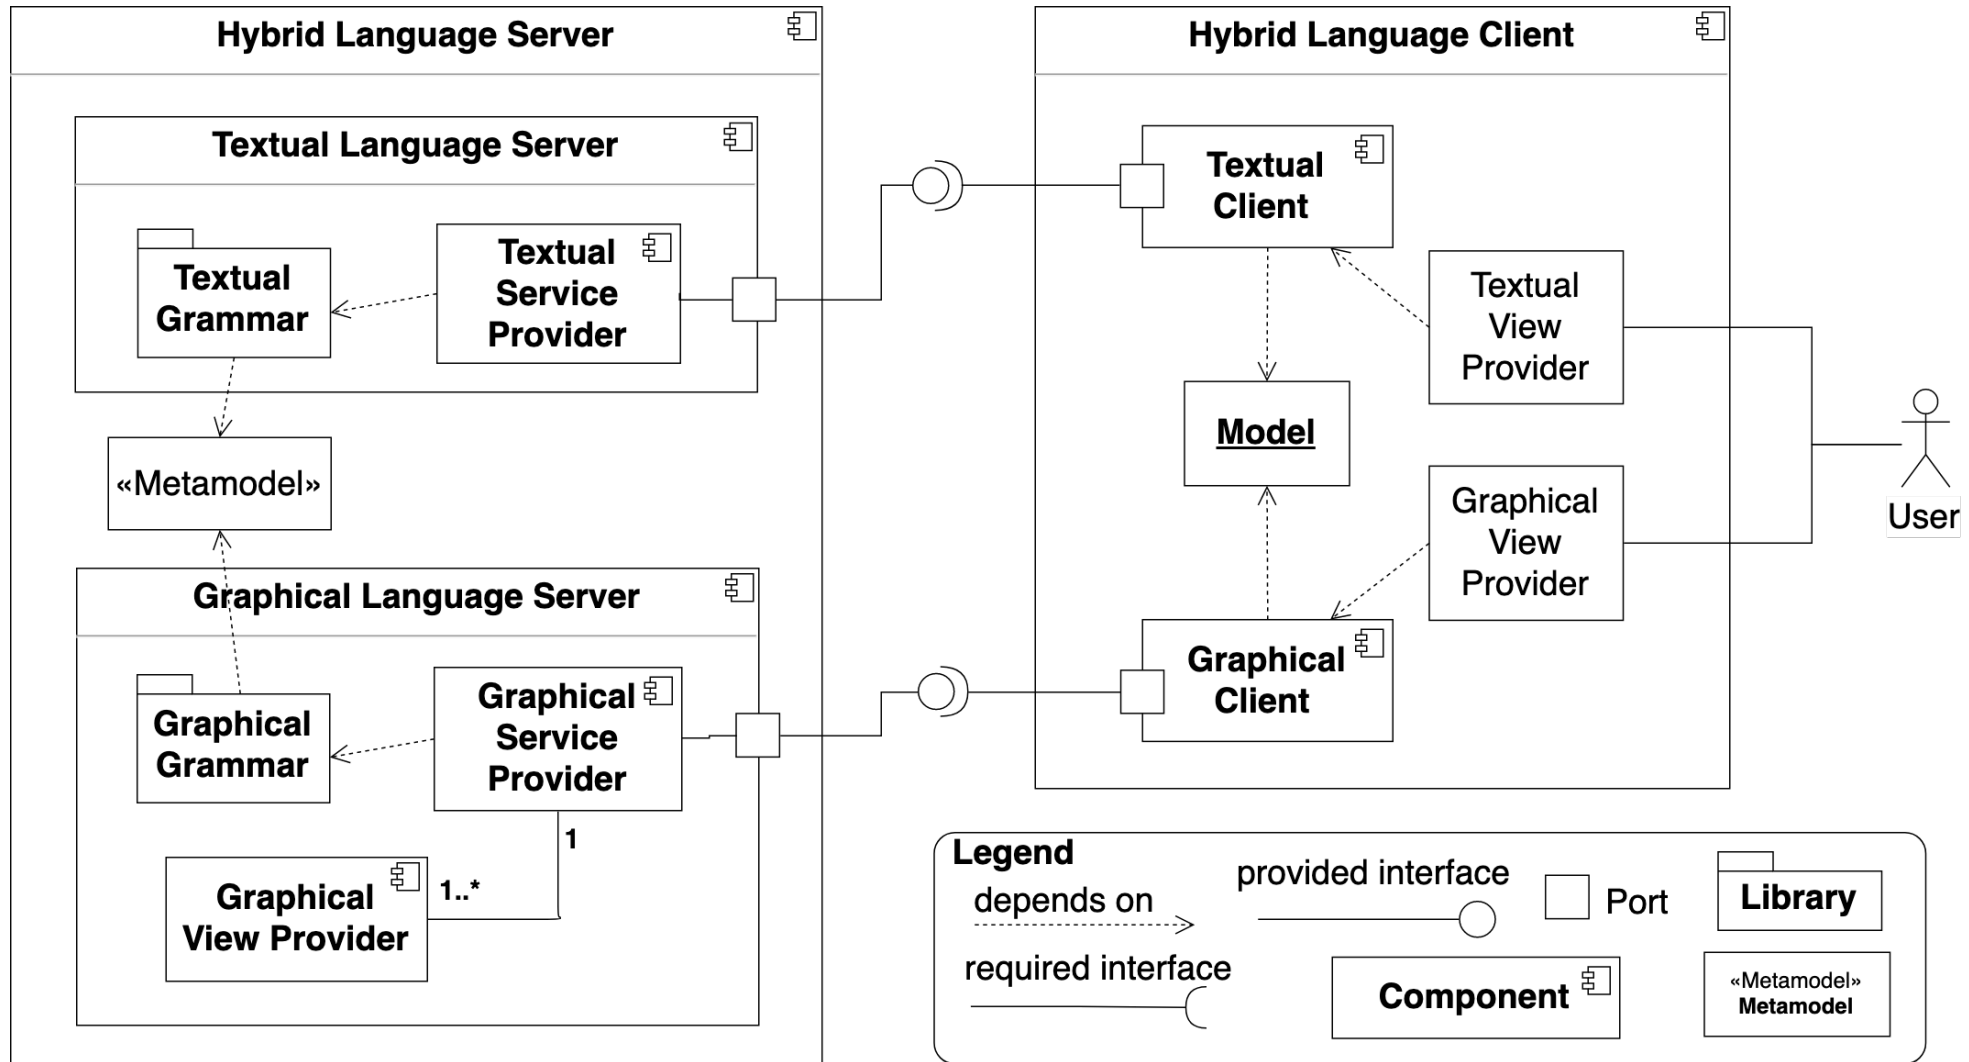 Hybrid Language Server
Textual Language Server
Textual
Grammar
Textual
Service
Provider
«Metamodel»
Graphical Language Server
Graphical
Grammar
Graphical
Service
Provider
1
1..*
Graphical
View Provider
Hybrid Language Client
Textual
Client
Textual
View
Provider
Model
Graphical
View
Provider
Graphical
Client
User
Legend
depends on
provided interface
Port
Library
required interface
Component
«Metamodel»
Metamodel